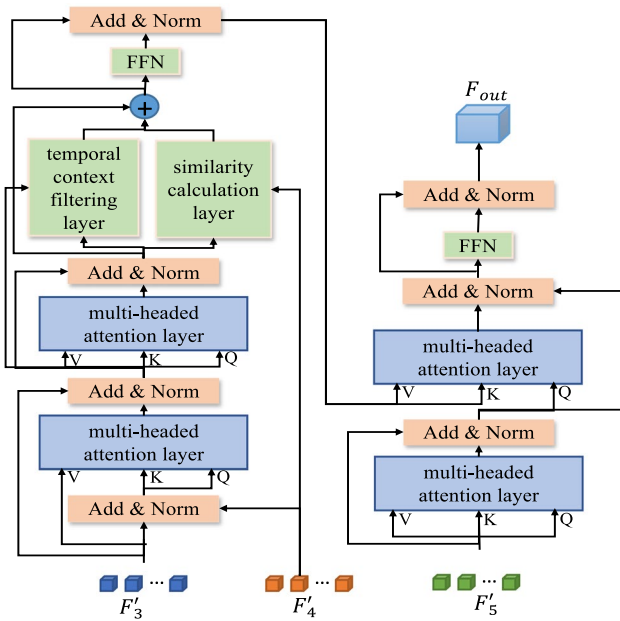 Add & Norm
FFN
+
temporal
context
filtering
layer
similarity
calculation
layer
Add & Norm
multi-headed
attention layer
V K Q
Add & Norm
multi-headed
attention layer
V K Q
Add & Norm
... ...
F'₃ F'₄
F_out
Add & Norm
FFN
Add & Norm
multi-headed
attention layer
V K Q
Add & Norm
multi-headed
attention layer
V K Q
...
F'₅